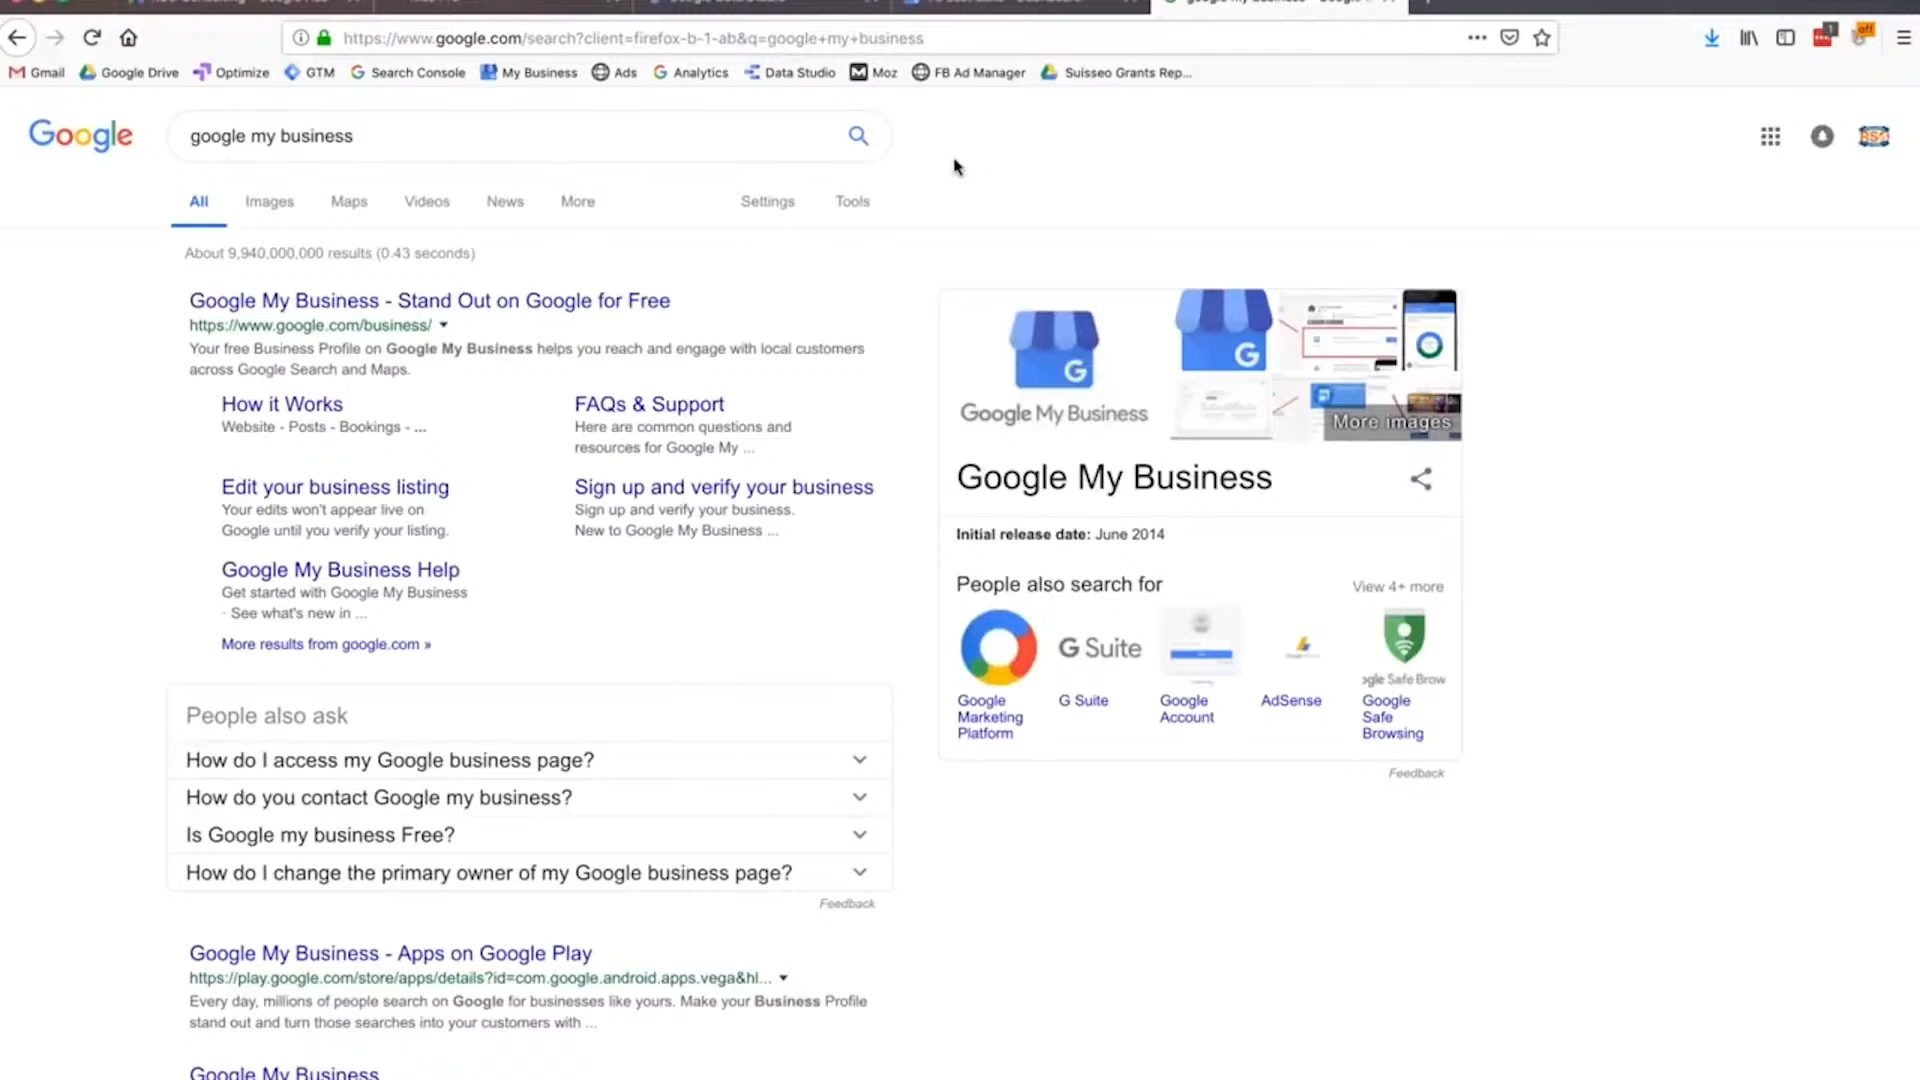 https://www.google.com/search?client=firefox-b-1-ab&q=google+my+business
1
off
Gmail Google Drive Optimize GTM Search Console My Business Ads Analytics Data Studio Moz FB Ad Manager Suisseo Grants Rep...
Google google my business
All Images Maps Videos News More Settings Tools
About 9,940,000,000 results (0.43 seconds)
Google My Business - Stand Out on Google for Free
https://www.google.com/business/
Your free Business Profile on Google My Business helps you reach and engage with local customers
across Google Search and Maps.
How it Works
Website - Posts - Bookings - ...
FAQs & Support
Here are common questions and
resources for Google My ...
Edit your business listing
Your edits won't appear live on
Google until you verify your listing.
Sign up and verify your business
Sign up and verify your business.
New to Google My Business ...
Google My Business Help
Get started with Google My Business
· See what's new in ...
More results from google.com »
People also ask
How do I access my Google business page?
How do you contact Google my business?
Is Google my business Free?
How do I change the primary owner of my Google business page?
Feedback
Google My Business - Apps on Google Play
https://play.google.com/store/apps/details?id=com.google.android.apps.vega&hl...
Every day, millions of people search on Google for businesses like yours. Make your Business Profile
stand out and turn those searches into your customers with ...
Google My Business
G
G
Google My Business
More images
Google My Business
Initial release date: June 2014
People also search for
View 4+ more
G Suite
ogle Safe Brow
Google
Marketing
Platform
G Suite
Google
Account
AdSense
Google
Safe
Browsing
Feedback